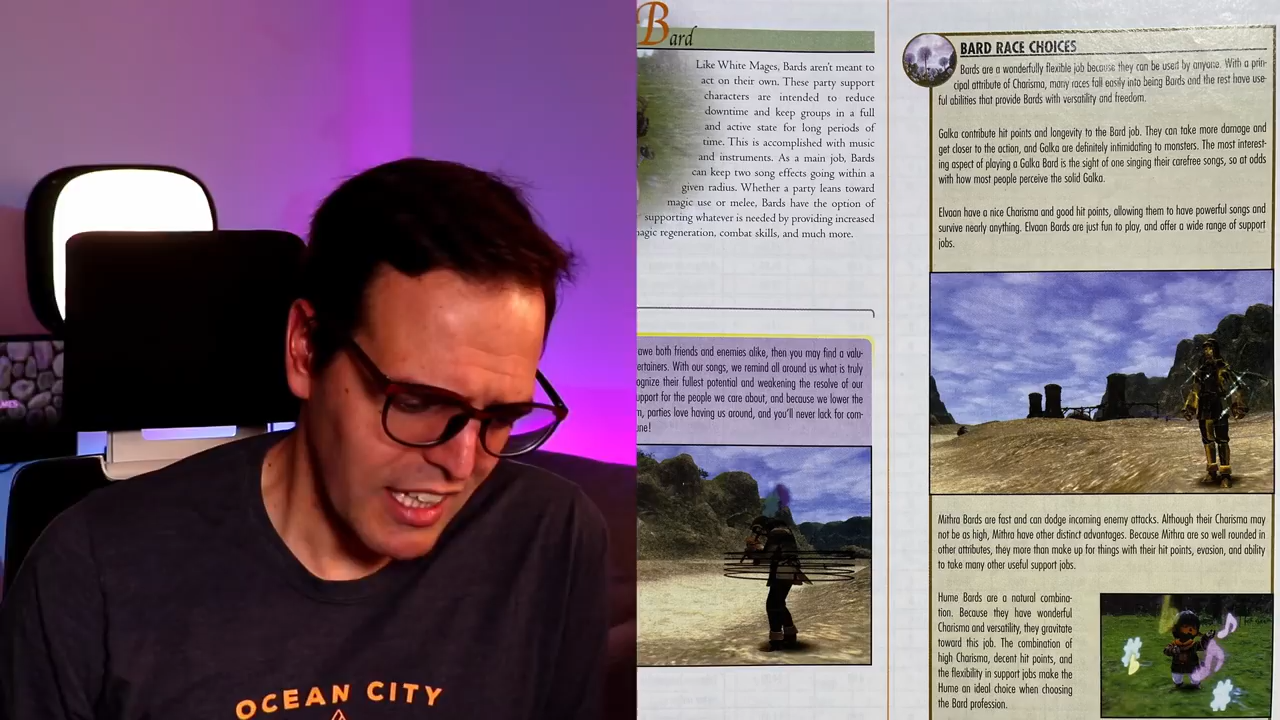 AMES
OCEAN CITY
Bard
Like White Mages, Bards aren't meant to
act on their own. These party support
characters are intended to reduce
downtime and keep groups in a full
and active state for long periods of
time. This is accomplished with music
and instruments. As a main job, Bards
can keep two song effects going within a
given radius. Whether a party leans toward
magic use or melee, Bards have the option of
supporting whatever is needed by providing increased
magic regeneration, combat skills, and much more.
awe both friends and enemies alike, then you may find a valu-
ertainers. With our songs, we remind all around us what is truly
ognize their fullest potential and weakening the resolve of our
upport for the people we care about, and because we lower the
n, parties love having us around, and you'll never lack for com-
une!
BARD RACE CHOICES
Bards are a wonderfully flexible job because they can be used by anyone. With a prin-
cipal attribute of Charisma, many races fall easily into being Bards and the rest have use-
ful abilities that provide Bards with versatility and freedom.
Galka contribute hit points and longevity to the Bard job. They can take more damage and
get closer to the action, and Galka are definitely intimidating to monsters. The most interest-
ing aspect of playing a Galka Bard is the sight of one singing their carefree songs, so at odds
with how most people perceive the solid Galka.
Elvaan have a nice Charisma and good hit points, allowing them to have powerful songs and
survive nearly anything. Elvaan Bards are just fun to play, and offer a wide range of support
jobs.
Mithra Bards are fast and can dodge incoming enemy attacks. Although their Charisma may
not be as high, Mithra have other distinct advantages. Because Mithra are so well rounded in
other attributes, they more than make up for things with their hit points, evasion, and ability
to take many other useful support jobs.
Hume Bards are a natural combina-
tion. Because they have wonderful
Charisma and versatility, they gravitate
toward this job. The combination of
high Charisma, decent hit points, and
the flexibility in support jobs make the
Hume an ideal choice when choosing
the Bard profession.